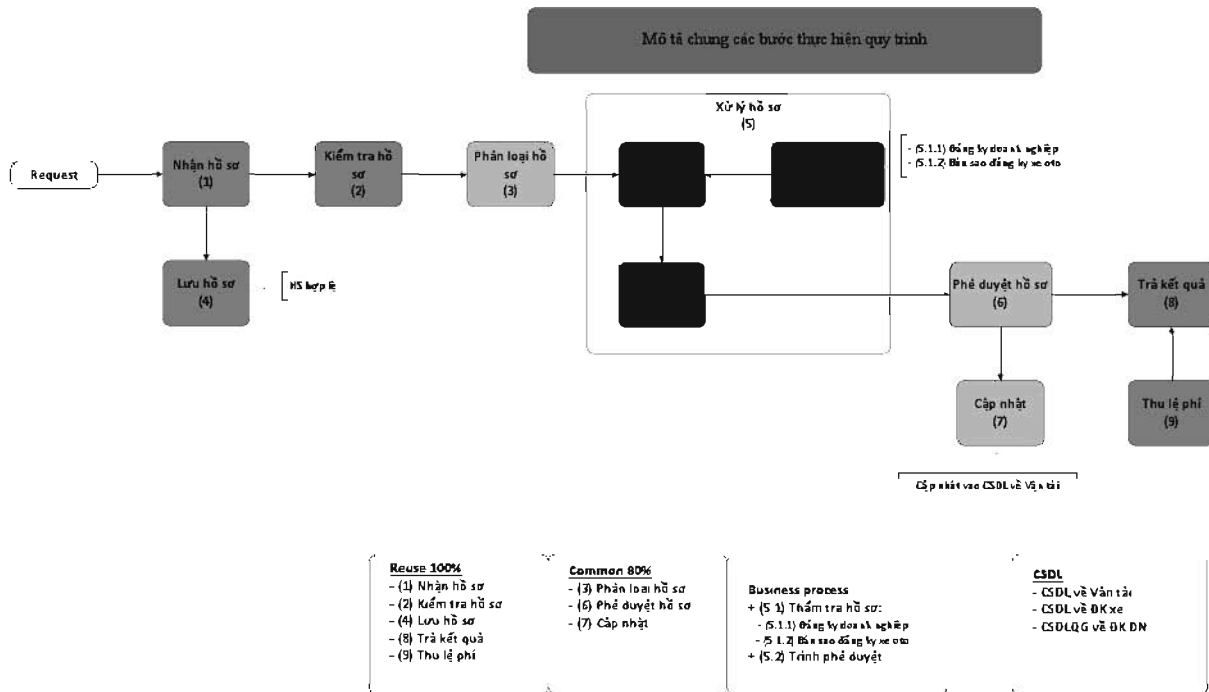 Mô tả chung các bước thực hiện quy trình
Xử lý hồ sơ
(5)
Request
Nhận hồ sơ
(1)
Kiểm tra hồ
sơ
(2)
Phân loại hồ
sơ
(3)
- (5.1.1) Đăng ký doanh nghiệp
- (5.1.2) Bản sao đăng ký xe oto
Lưu hồ sơ
(4)
HS hợp lệ
Phê duyệt hồ sơ
(6)
Trả kết quả
(8)
Cập nhật
(7)
Thu lệ phí
(9)
Cập nhát vao CSDL về Vận tải
Reuse 100%
- (1) Nhận hồ sơ
- (2) Kiểm tra hồ sơ
- (4) Lưu hồ sơ
- (8) Trả kết quả
- (9) Thu lệ phí
Common 80%
- (3) Phân loại hồ sơ
- (6) Phê duyệt hồ sơ
- (7) Cập nhật
Business process
+ (5.1) Thẩm tra hồ sơ:
- (5.1.1) Đăng ký doanh nghiệp
- (5.1.2) Bản sao đăng ký xe oto
+ (5.2) Trình phê duyệt
CSDL
- CSDL về Vận tải
- CSDL về ĐK xe
- CSDLQG về ĐK DN